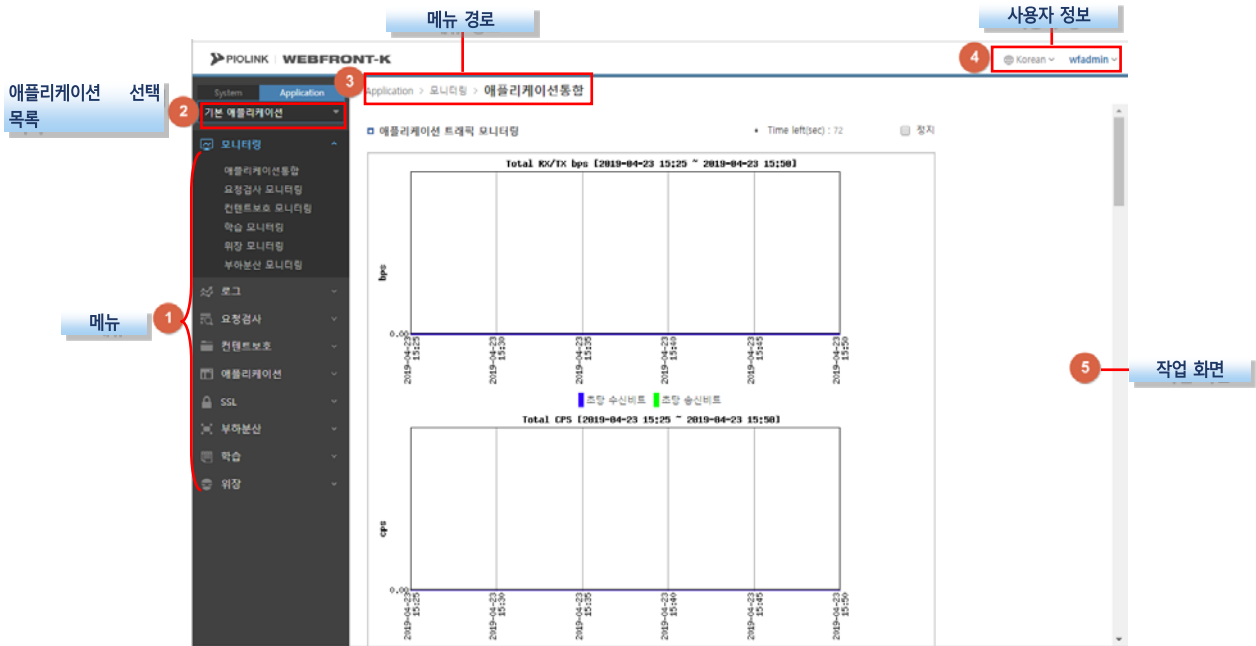 메뉴 경로
사용자 정보
PIOLINK WEBFRONT-K
4
Korean
wfadmin
애플리케이션 선택
목록
2
System
Application
기본 애플리케이션
3
Application > 모니터링 > 애플리케이션통합
애플리케이션 트래픽 모니터링
Time left(sec) : 72
정지
모니터링
애플리케이션통합
요청검사 모니터링
컨텐트보호 모니터링
학습 모니터링
위장 모니터링
부하분산 모니터링
로그
요청검사
컨텐트보호
애플리케이션
SSL
부하분산
학습
위장
메뉴
1
Total RX/TX bps [2019-04-23 15:25 ~ 2019-04-23 15:50]
bps
0.00
2019-04-23 15:25
2019-04-23 15:30
2019-04-23 15:35
2019-04-23 15:40
2019-04-23 15:45
2019-04-23 15:50
초당 수신비트
초당 송신비트
Total CPS [2019-04-23 15:25 ~ 2019-04-23 15:50]
cps
0.00
2019-04-23 15:25
2019-04-23 15:30
2019-04-23 15:35
2019-04-23 15:40
2019-04-23 15:45
2019-04-23 15:50
5
작업 화면